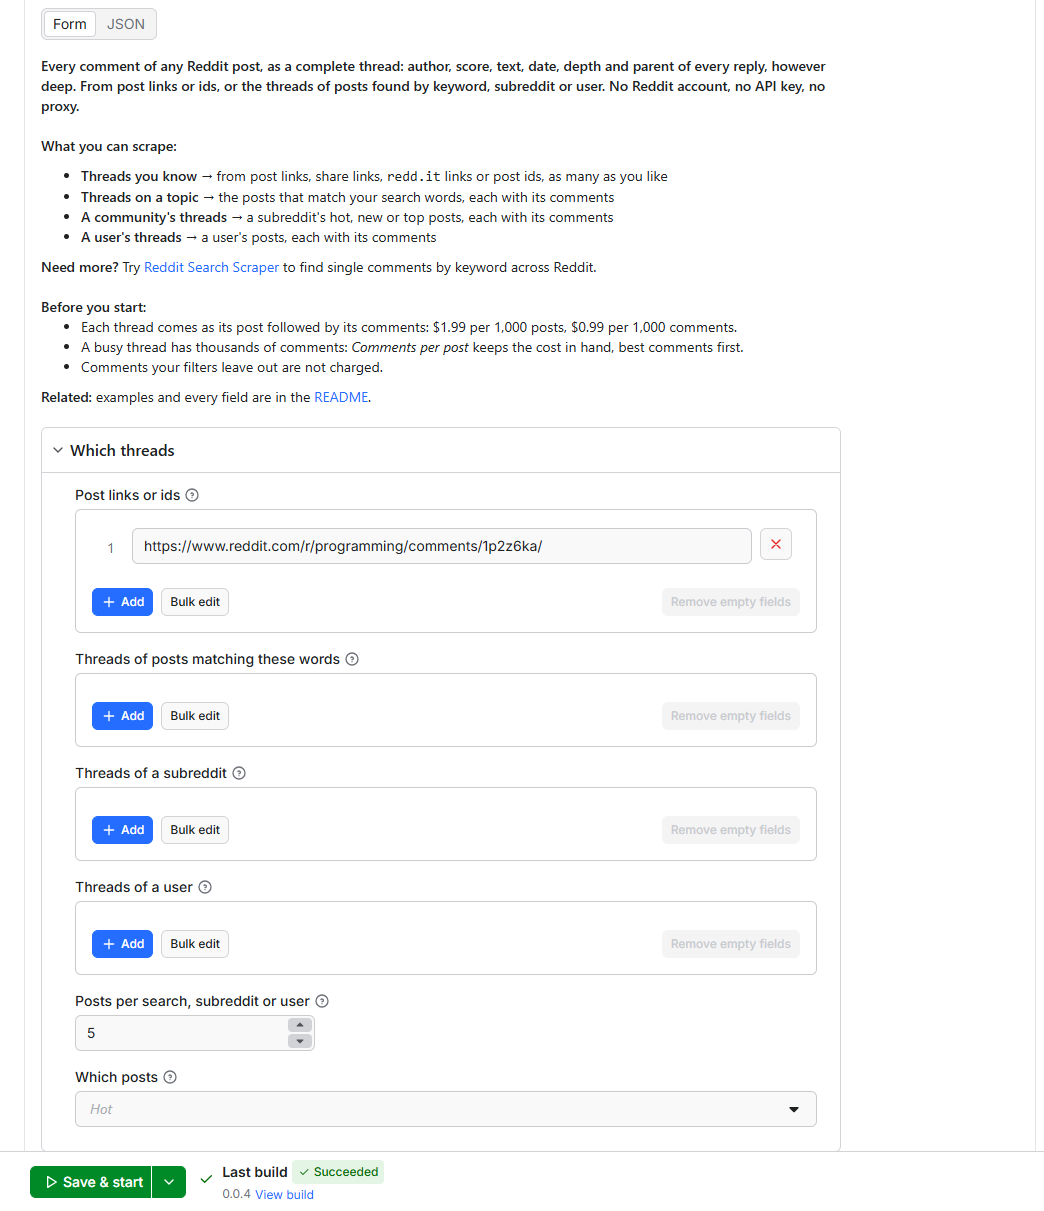 Form JSON
Every comment of any Reddit post, as a complete thread: author, score, text, date, depth and parent of every reply, however
deep. From post links or ids, or the threads of posts found by keyword, subreddit or user. No Reddit account, no API key, no
proxy.
What you can scrape:
• Threads you know → from post links, share links, redd.it links or post ids, as many as you like
• Threads on a topic → the posts that match your search words, each with its comments
• A community's threads → a subreddit's hot, new or top posts, each with its comments
• A user's threads → a user's posts, each with its comments
Need more? Try Reddit Search Scraper to find single comments by keyword across Reddit.
Before you start:
• Each thread comes as its post followed by its comments: $1.99 per 1,000 posts, $0.99 per 1,000 comments.
• A busy thread has thousands of comments: Comments per post keeps the cost in hand, best comments first.
• Comments your filters leave out are not charged.
Related: examples and every field are in the README.
Which threads
Post links or ids
1 https://www.reddit.com/r/programming/comments/1p2z6ka/
+ Add Bulk edit Remove empty fields
Threads of posts matching these words
+ Add Bulk edit Remove empty fields
Threads of a subreddit
+ Add Bulk edit Remove empty fields
Threads of a user
+ Add Bulk edit Remove empty fields
Posts per search, subreddit or user
5
Which posts
Hot
Save & start Last build Succeeded
0.0.4 View build